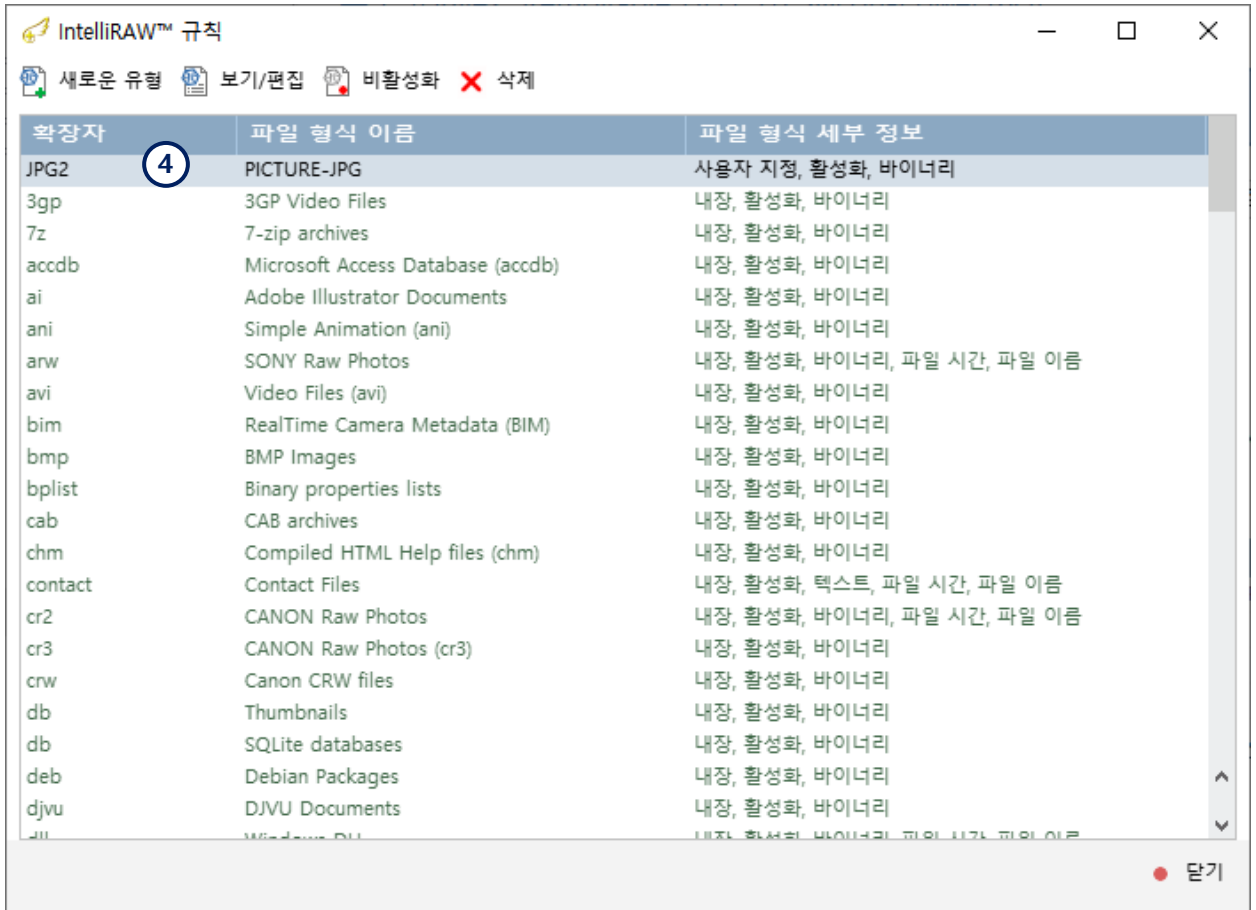 IntelliRAW™ 규칙
새로운 유형 보기/편집 비활성화 삭제
확장자 파일 형식 이름 파일 형식 세부 정보
JPG2 4 PICTURE-JPG 사용자 지정, 활성화, 바이너리
3gp 3GP Video Files 내장, 활성화, 바이너리
7z 7-zip archives 내장, 활성화, 바이너리
accdb Microsoft Access Database (accdb) 내장, 활성화, 바이너리
ai Adobe Illustrator Documents 내장, 활성화, 바이너리
ani Simple Animation (ani) 내장, 활성화, 바이너리
arw SONY Raw Photos 내장, 활성화, 바이너리, 파일 시간, 파일 이름
avi Video Files (avi) 내장, 활성화, 바이너리
bim RealTime Camera Metadata (BIM) 내장, 활성화, 바이너리
bmp BMP Images 내장, 활성화, 바이너리
bplist Binary properties lists 내장, 활성화, 바이너리
cab CAB archives 내장, 활성화, 바이너리
chm Compiled HTML Help files (chm) 내장, 활성화, 바이너리
contact Contact Files 내장, 활성화, 텍스트, 파일 시간, 파일 이름
cr2 CANON Raw Photos 내장, 활성화, 바이너리, 파일 시간, 파일 이름
cr3 CANON Raw Photos (cr3) 내장, 활성화, 바이너리
crw Canon CRW files 내장, 활성화, 바이너리
db Thumbnails 내장, 활성화, 바이너리
db SQLite databases 내장, 활성화, 바이너리
deb Debian Packages 내장, 활성화, 바이너리
djvu DJVU Documents 내장, 활성화, 바이너리
닫기